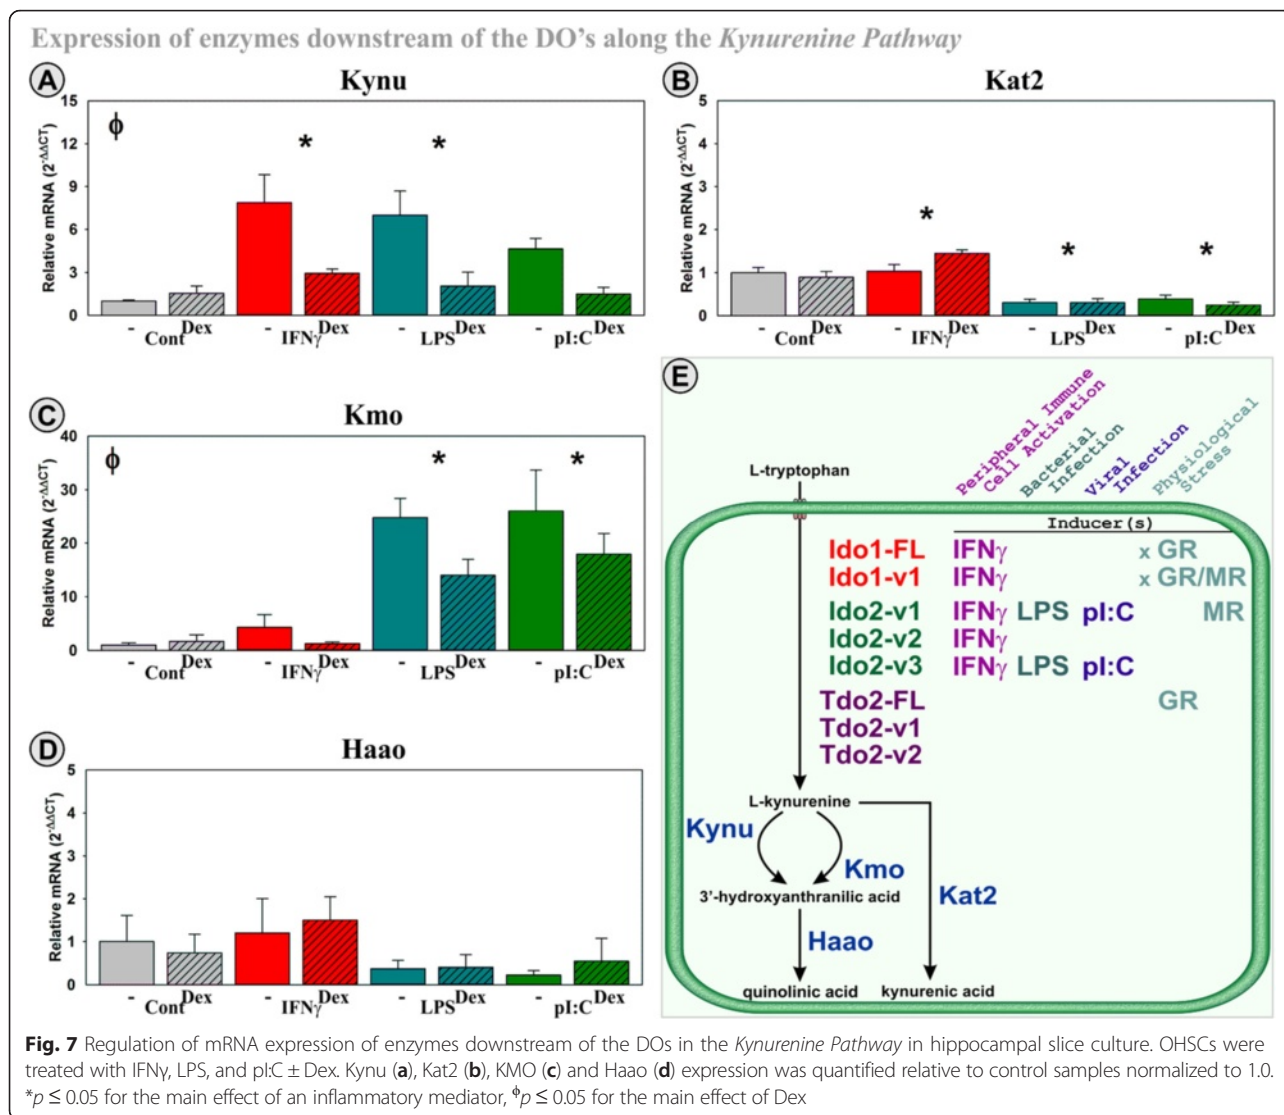 Expression of enzymes downstream of the DO's along the Kynurenine Pathway
A
Kynu
Relative mRNA (2-ΔΔCT)
15
12
9
6
3
0
ϕ
*
*
- Dex - Dex - Dex - Dex
Cont IFNγ LPS pI:C
B
Kat2
Relative mRNA (2-ΔΔCT)
5
4
3
2
1
0
*
*
*
- Dex - Dex - Dex - Dex
Cont IFNγ LPS pI:C
C
Kmo
Relative mRNA (2-ΔΔCT)
40
30
20
10
0
ϕ
*
*
- Dex - Dex - Dex - Dex
Cont IFNγ LPS pI:C
D
Haao
Relative mRNA (2-ΔΔCT)
5
4
3
2
1
0
- Dex - Dex - Dex - Dex
Cont IFNγ LPS pI:C
E
Peripheral Immune
Cell Activation
Bacterial
Infection
Viral
Infection
Physiological
Stress
L-tryptophan
Inducer(s)
Ido1-FL IFNγ x GR
Ido1-v1 IFNγ x GR/MR
Ido2-v1 IFNγ LPS pI:C MR
Ido2-v2 IFNγ
Ido2-v3 IFNγ LPS pI:C
Tdo2-FL GR
Tdo2-v1
Tdo2-v2
L-kynurenine
Kynu
Kmo
3'-hydroxyanthranilic acid
Kat2
Haao
quinolinic acid kynurenic acid
Fig. 7 Regulation of mRNA expression of enzymes downstream of the DOs in the Kynurenine Pathway in hippocampal slice culture. OHSCs were
treated with IFNγ, LPS, and pI:C ± Dex. Kynu (a), Kat2 (b), KMO (c) and Haao (d) expression was quantified relative to control samples normalized to 1.0.
*p ≤ 0.05 for the main effect of an inflammatory mediator, ϕp ≤ 0.05 for the main effect of Dex